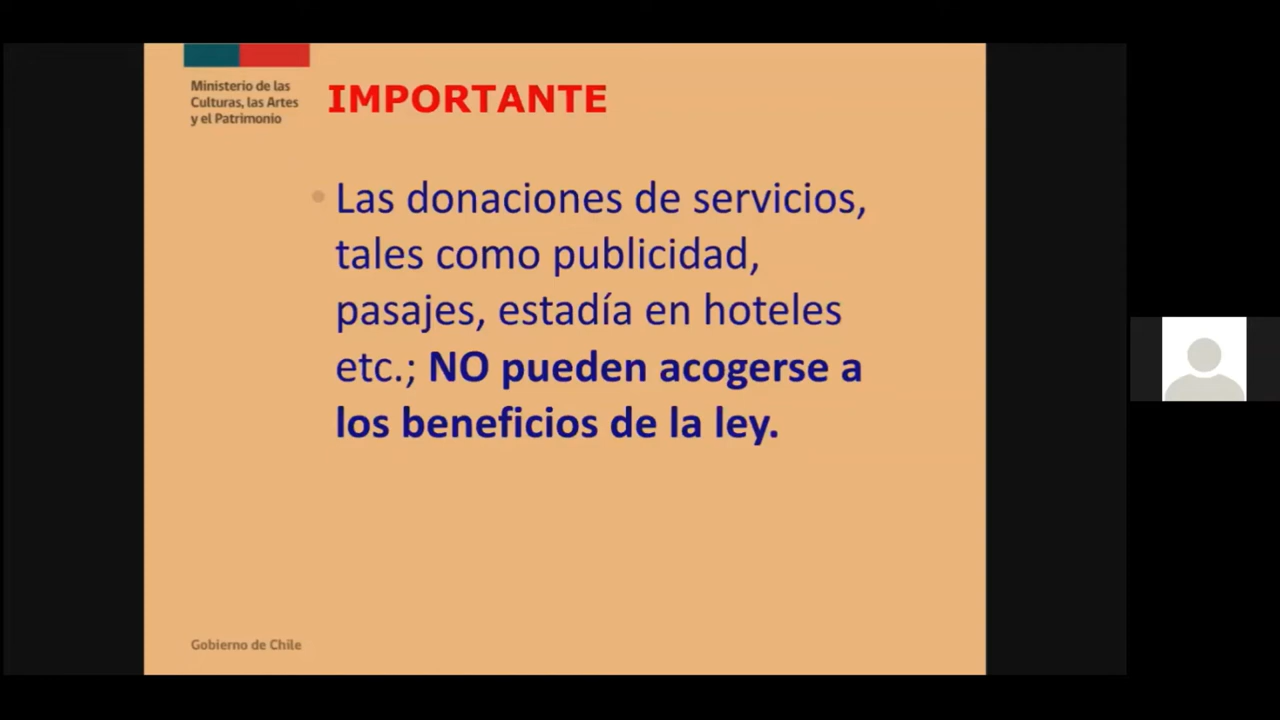 Ministerio de las
Culturas, las Artes
y el Patrimonio
IMPORTANTE
Las donaciones de servicios,
tales como publicidad,
pasajes, estadía en hoteles
etc.; NO pueden acogerse a
los beneficios de la ley.
Gobierno de Chile